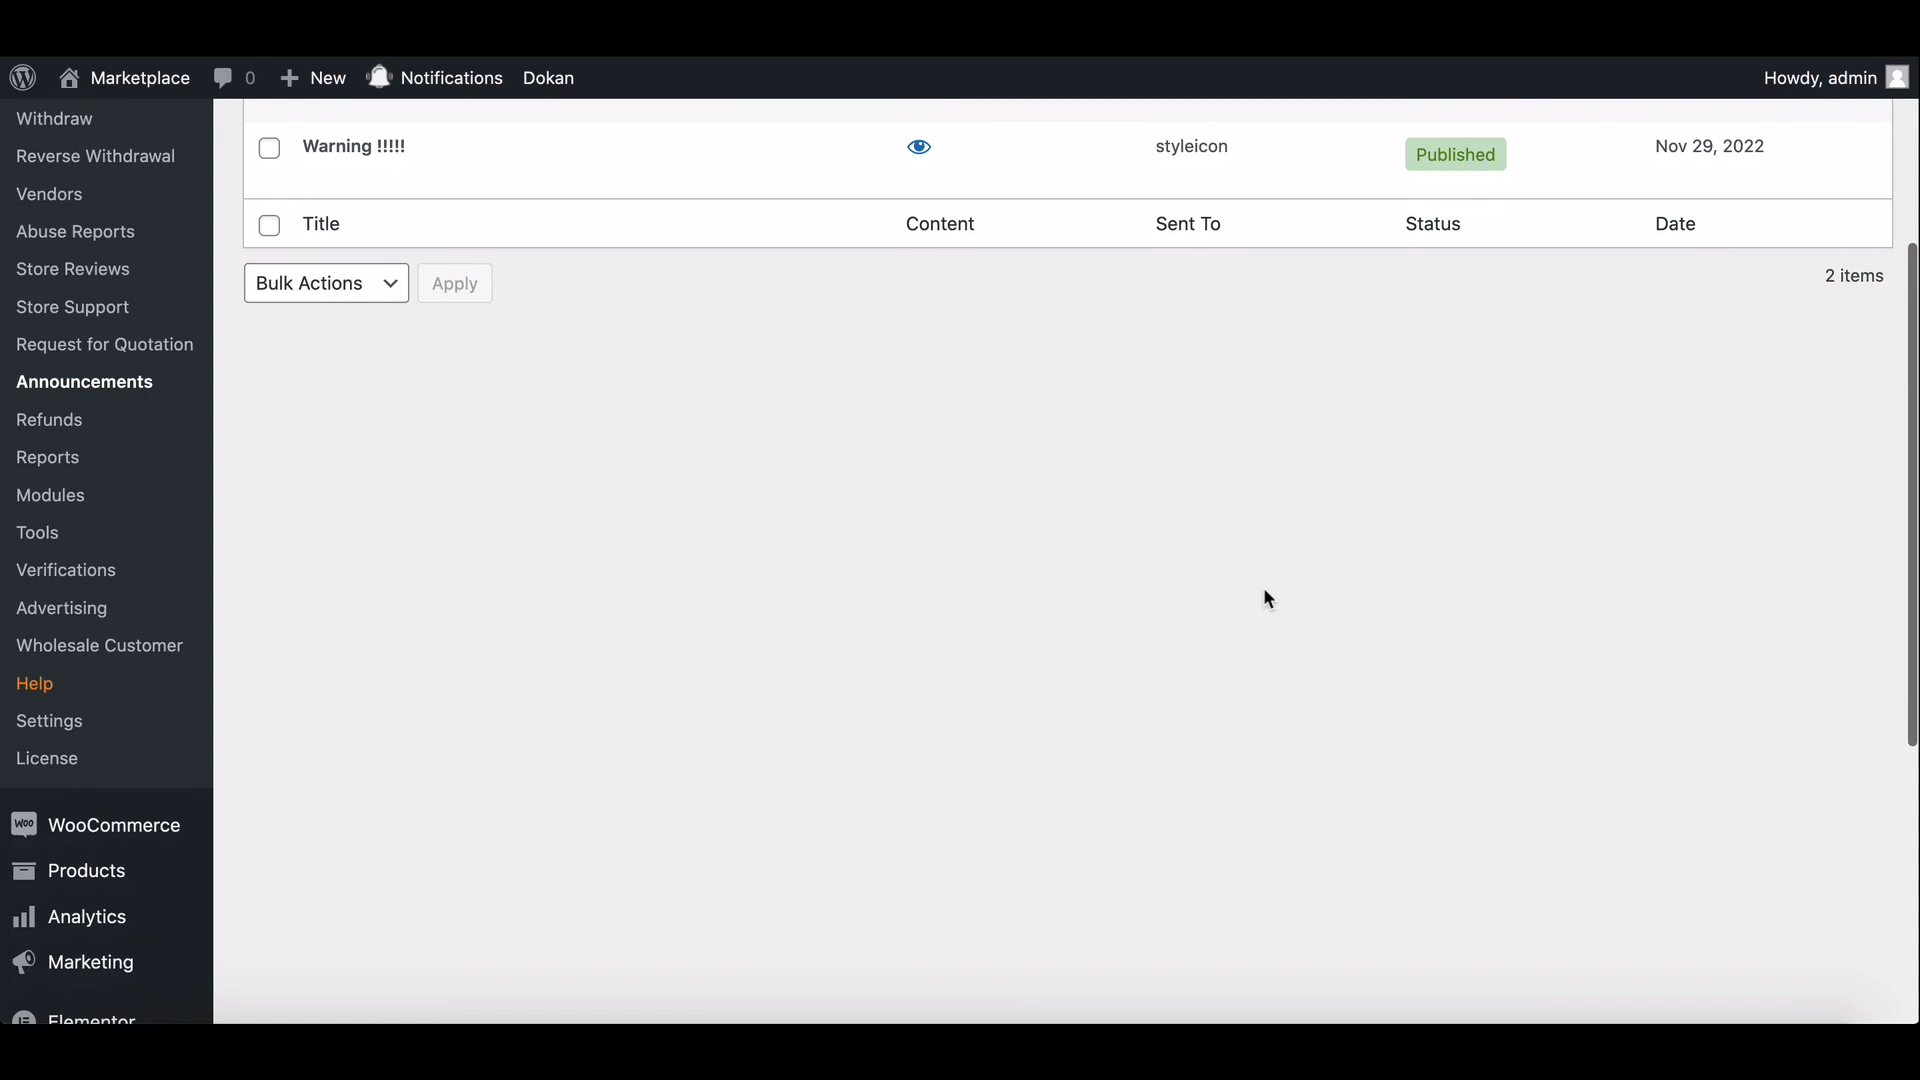 Marketplace 0 New Notifications Dokan Howdy, admin
Withdraw
Reverse Withdrawal
Vendors
Abuse Reports
Store Reviews
Store Support
Request for Quotation
Announcements
Refunds
Reports
Modules
Tools
Verifications
Advertising
Wholesale Customer
Help
Settings
License
Woo WooCommerce
Products
Analytics
Marketing
Elementor
Warning !!!!! styleicon Published Nov 29, 2022
Title Content Sent To Status Date
Bulk Actions Apply 2 items